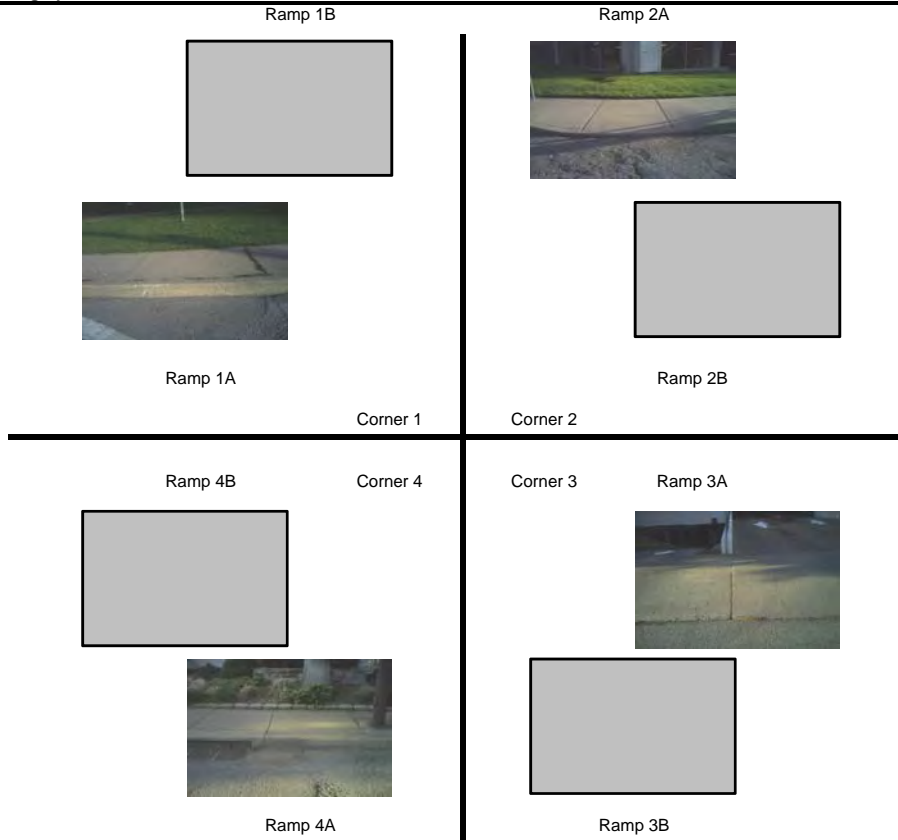 Ramp 1B
Ramp 2A
Ramp 1A
Ramp 2B
Corner 1
Corner 2
Ramp 4B
Corner 4
Corner 3
Ramp 3A
Ramp 4A
Ramp 3B